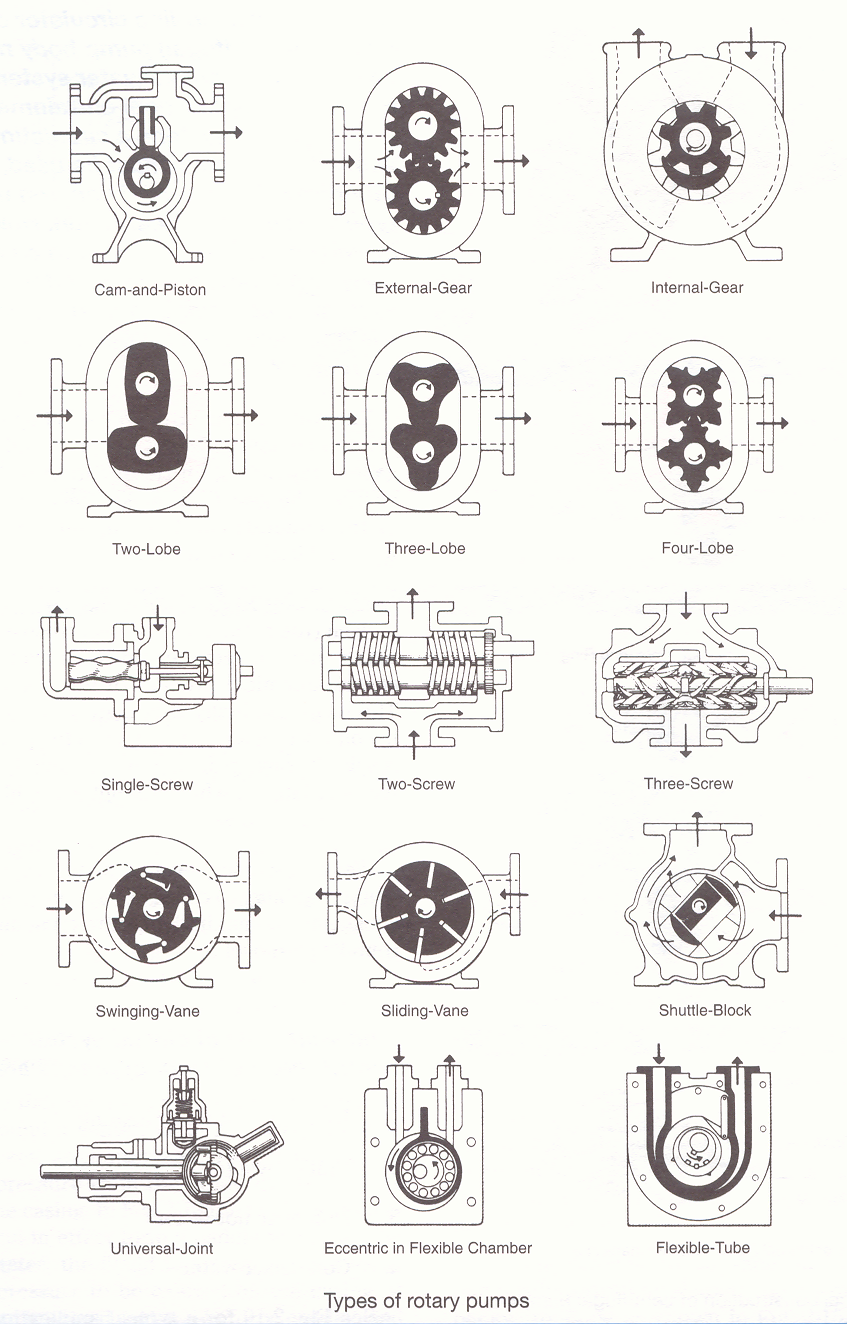 Cam-and-Piston
External-Gear
Internal-Gear
Two-Lobe
Three-Lobe
Four-Lobe
Single-Screw
Two-Screw
Three-Screw
Swinging-Vane
Sliding-Vane
Shuttle-Block
Universal-Joint
Eccentric in Flexible Chamber
Flexible-Tube
Types of rotary pumps